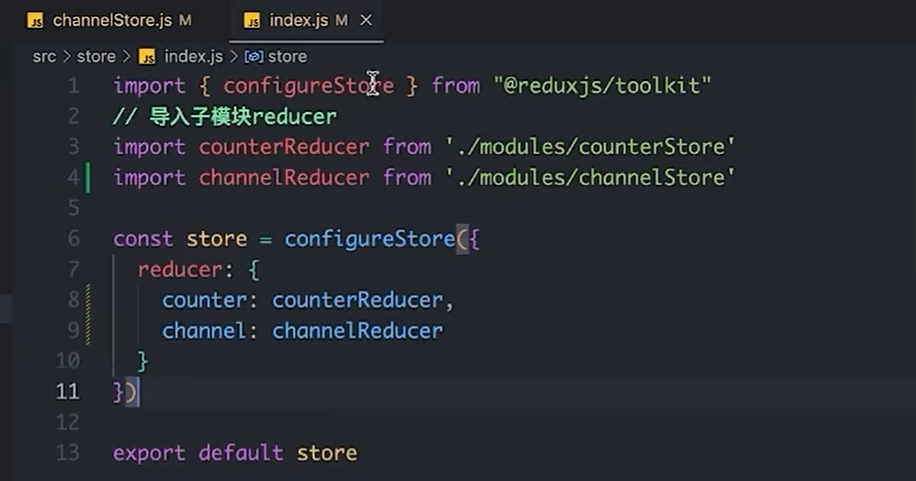 JS channelStore.js M JS index.js M ×
src > store > JS index.js > store
1 import { configureStore } from "@reduxjs/toolkit"
2 // 导入子模块reducer
3 import counterReducer from './modules/counterStore'
4 import channelReducer from './modules/channelStore'
5
6 const store = configureStore({
7 reducer: {
8 counter: counterReducer,
9 channel: channelReducer
10 }
11 })
12
13 export default store